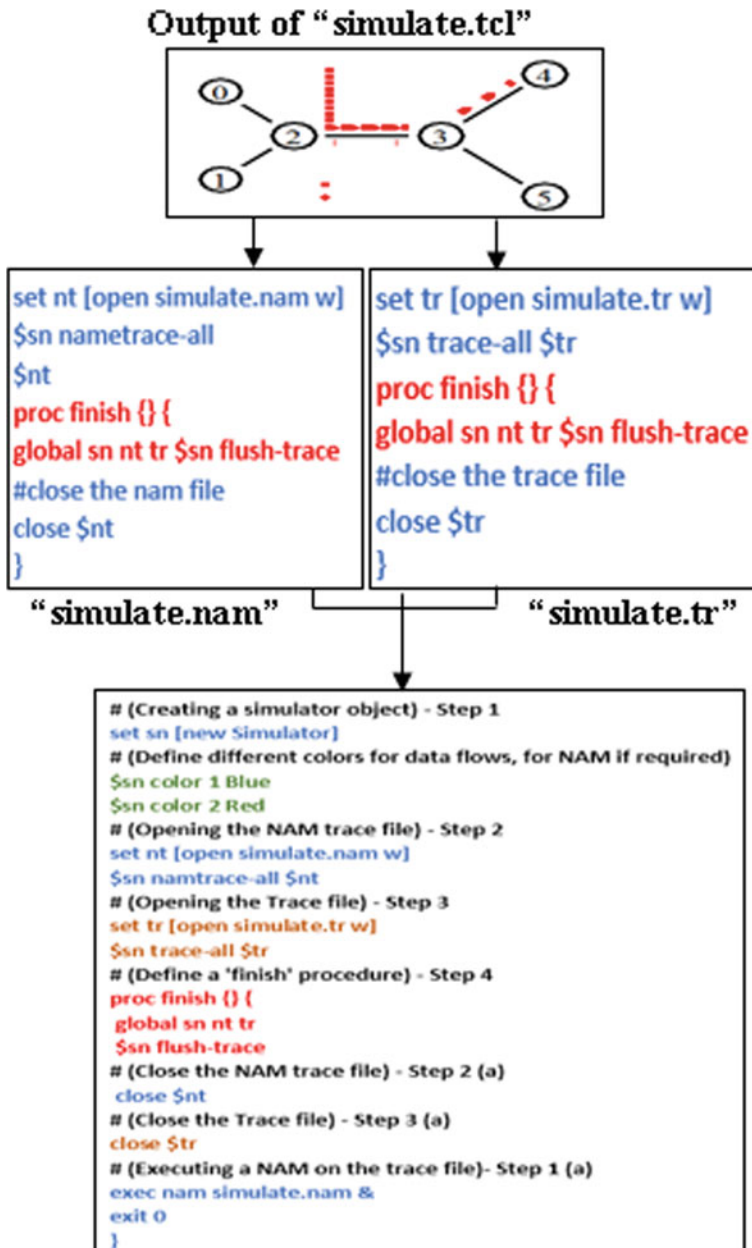 Output of “simulate.tcl”
0
4
2
3
1
5
set nt [open simulate.nam w]
$sn nametrace-all
$nt
proc finish {} {
global sn nt tr $sn flush-trace
#close the nam file
close $nt
}
set tr [open simulate.tr w]
$sn trace-all $tr
proc finish {} {
global sn nt tr $sn flush-trace
#close the trace file
close $tr
}
“simulate.nam”
“simulate.tr”
# (Creating a simulator object) - Step 1
set sn [new Simulator]
# (Define different colors for data flows, for NAM if required)
$sn color 1 Blue
$sn color 2 Red
# (Opening the NAM trace file) - Step 2
set nt [open simulate.nam w]
$sn namtrace-all $nt
# (Opening the Trace file) - Step 3
set tr [open simulate.tr w]
$sn trace-all $tr
# (Define a 'finish' procedure) - Step 4
proc finish {} {
global sn nt tr
$sn flush-trace
# (Close the NAM trace file) - Step 2 (a)
close $nt
# (Close the Trace file) - Step 3 (a)
close $tr
# (Executing a NAM on the trace file)- Step 1 (a)
exec nam simulate.nam &
exit 0
}